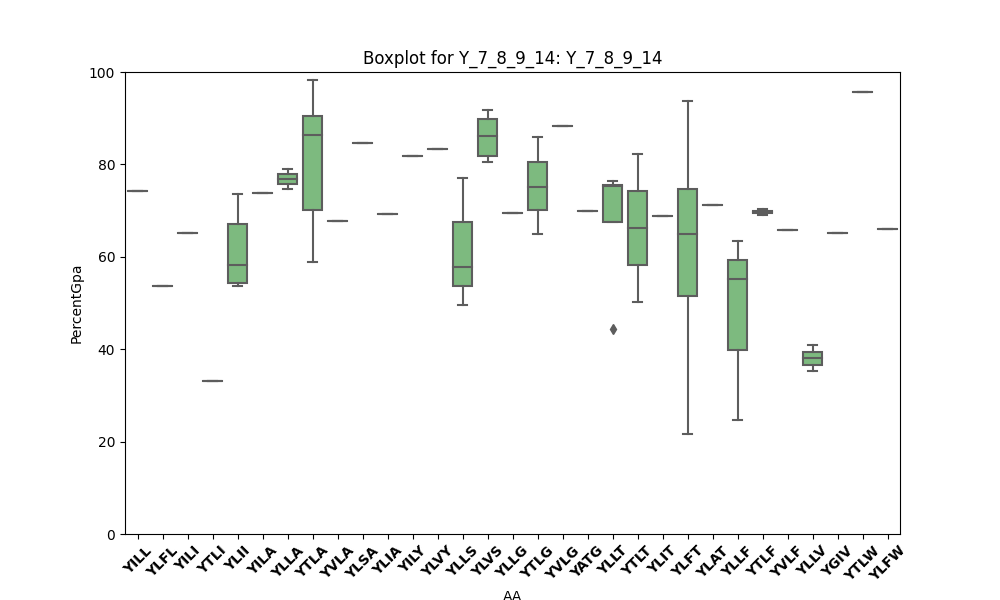 Boxplot for Y_7_8_9_14: Y_7_8_9_14
100
80
60
40
20
0
PercentGpa
YILL YLFL YILI YTLI YLII YILA YLLA YTLA YVLA YLSA YLIA YILY YLVY YLLS YLVS YLLG YTLG YVLG YATG YLLT YTLT YLIT YLFT YLAT YLLF YTLF YVLF YLLV YGIV YTLW YLFW
AA